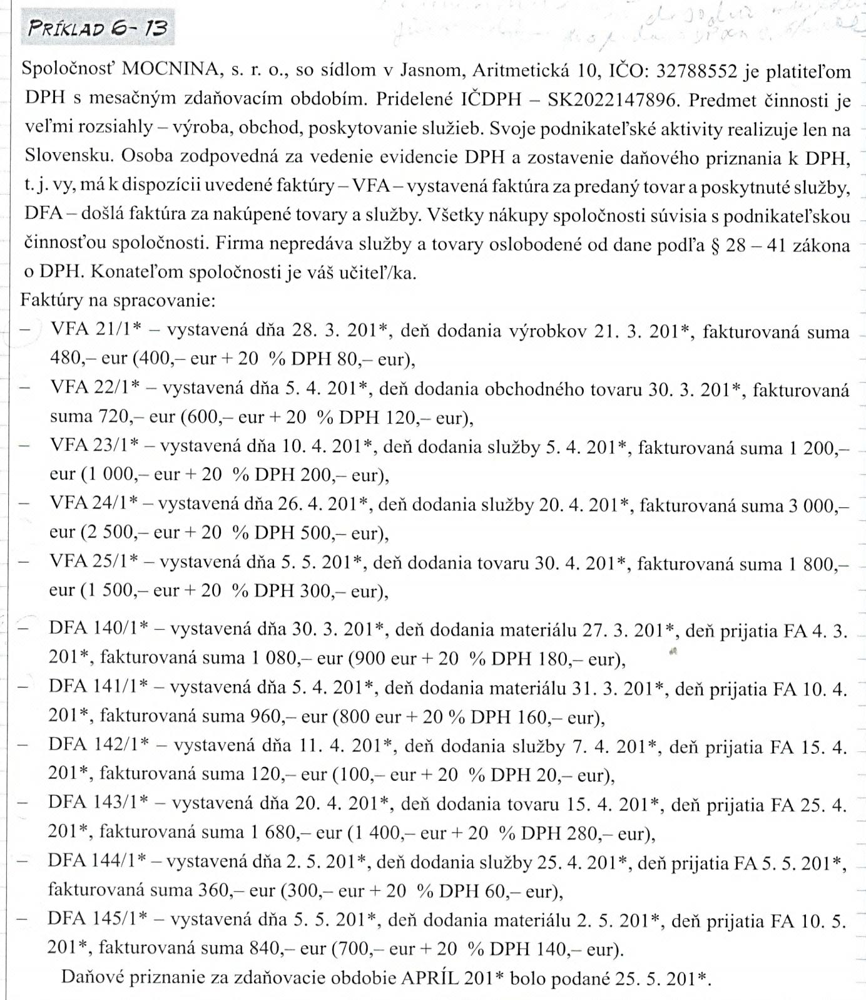 PRÍKLAD 6-13
Spoločnosť MOCNINA, s. r. o., so sídlom v Jasnom, Aritmetická 10, IČO: 32788552 je platiteľom
DPH s mesačným zdaňovacím obdobím. Pridelené IČDPH – SK2022147896. Predmet činnosti je
veľmi rozsiahly – výroba, obchod, poskytovanie služieb. Svoje podnikateľské aktivity realizuje len na
Slovensku. Osoba zodpovedná za vedenie evidencie DPH a zostavenie daňového priznania k DPH,
t. j. vy, má k dispozícii uvedené faktúry – VFA – vystavená faktúra za predaný tovar a poskytnuté služby,
DFA – došlá faktúra za nakúpené tovary a služby. Všetky nákupy spoločnosti súvisia s podnikateľskou
činnosťou spoločnosti. Firma nepredáva služby a tovary oslobodené od dane podľa § 28 – 41 zákona
o DPH. Konateľom spoločnosti je váš učiteľ/ka.
Faktúry na spracovanie:
– VFA 21/1* – vystavená dňa 28. 3. 201*, deň dodania výrobkov 21. 3. 201*, fakturovaná suma
480,– eur (400,– eur + 20 % DPH 80,– eur),
– VFA 22/1* – vystavená dňa 5. 4. 201*, deň dodania obchodného tovaru 30. 3. 201*, fakturovaná
suma 720,– eur (600,– eur + 20 % DPH 120,– eur),
– VFA 23/1* – vystavená dňa 10. 4. 201*, deň dodania služby 5. 4. 201*, fakturovaná suma 1 200,–
eur (1 000,– eur + 20 % DPH 200,– eur),
– VFA 24/1* – vystavená dňa 26. 4. 201*, deň dodania služby 20. 4. 201*, fakturovaná suma 3 000,–
eur (2 500,– eur + 20 % DPH 500,– eur),
– VFA 25/1* – vystavená dňa 5. 5. 201*, deň dodania tovaru 30. 4. 201*, fakturovaná suma 1 800,–
eur (1 500,– eur + 20 % DPH 300,– eur),
– DFA 140/1* – vystavená dňa 30. 3. 201*, deň dodania materiálu 27. 3. 201*, deň prijatia FA 4. 3.
201*, fakturovaná suma 1 080,– eur (900 eur + 20 % DPH 180,– eur),
– DFA 141/1* – vystavená dňa 5. 4. 201*, deň dodania materiálu 31. 3. 201*, deň prijatia FA 10. 4.
201*, fakturovaná suma 960,– eur (800 eur + 20 % DPH 160,– eur),
– DFA 142/1* – vystavená dňa 11. 4. 201*, deň dodania služby 7. 4. 201*, deň prijatia FA 15. 4.
201*, fakturovaná suma 120,– eur (100,– eur + 20 % DPH 20,– eur),
– DFA 143/1* – vystavená dňa 20. 4. 201*, deň dodania tovaru 15. 4. 201*, deň prijatia FA 25. 4.
201*, fakturovaná suma 1 680,– eur (1 400,– eur + 20 % DPH 280,– eur),
– DFA 144/1* – vystavená dňa 2. 5. 201*, deň dodania služby 25. 4. 201*, deň prijatia FA 5. 5. 201*,
fakturovaná suma 360,– eur (300,– eur + 20 % DPH 60,– eur),
– DFA 145/1* – vystavená dňa 5. 5. 201*, deň dodania materiálu 2. 5. 201*, deň prijatia FA 10. 5.
201*, fakturovaná suma 840,– eur (700,– eur + 20 % DPH 140,– eur).
Daňové priznanie za zdaňovacie obdobie APRÍL 201* bolo podané 25. 5. 201*.